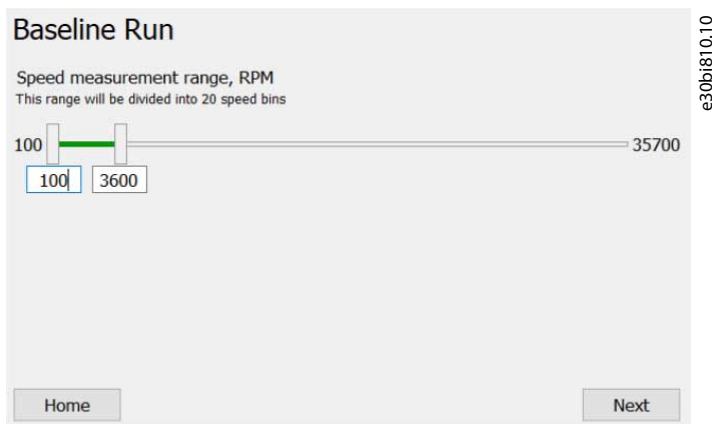 Baseline Run
Speed measurement range, RPM
This range will be divided into 20 speed bins
100 35700
100 3600
Home Next
e30bi810.10